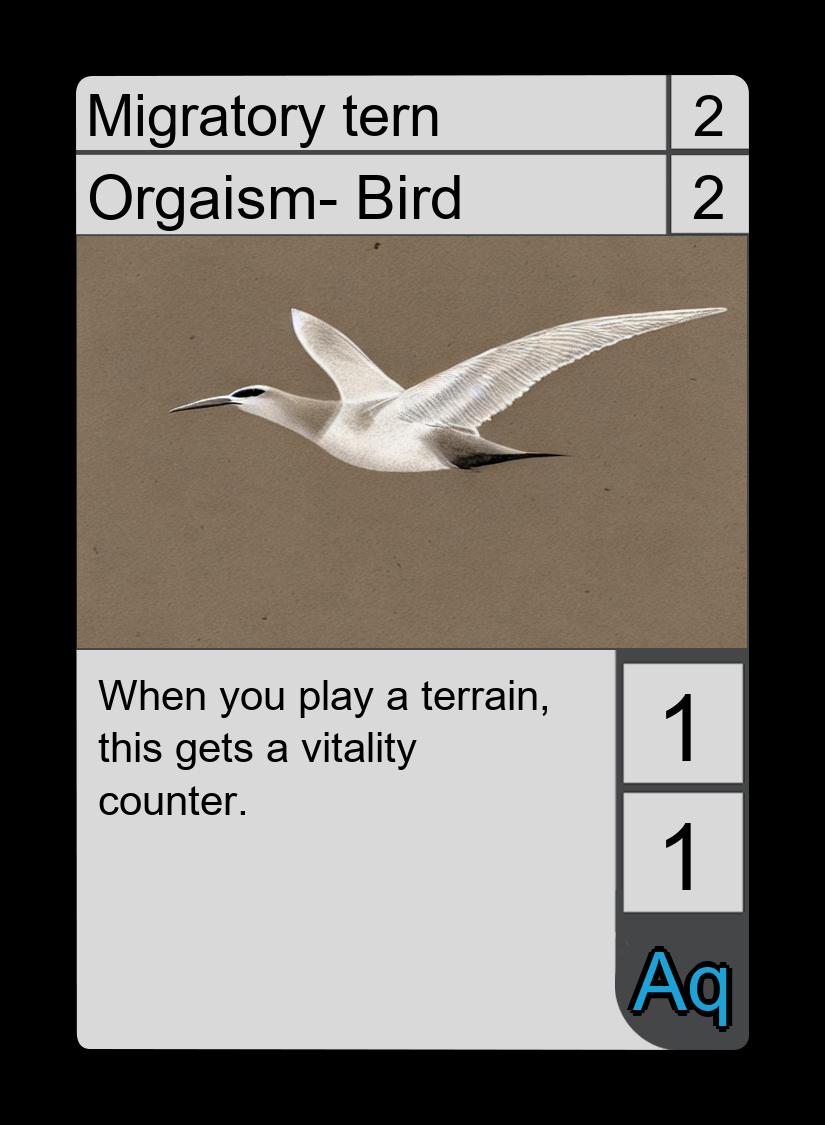 Migratory tern 2
Orgaism- Bird 2
When you play a terrain,
this gets a vitality
counter.
1
1
Aq